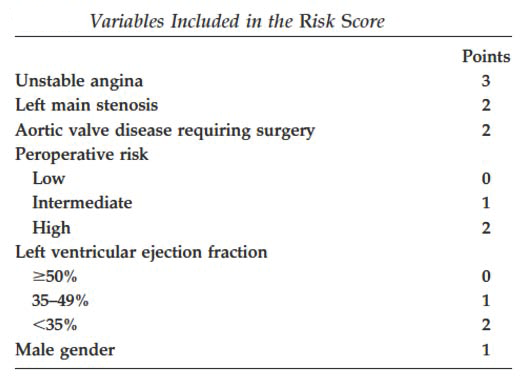 Variables Included in the Risk Score
Points
Unstable angina 3
Left main stenosis 2
Aortic valve disease requiring surgery 2
Peroperative risk
Low 0
Intermediate 1
High 2
Left ventricular ejection fraction
≥50% 0
35–49% 1
<35% 2
Male gender 1